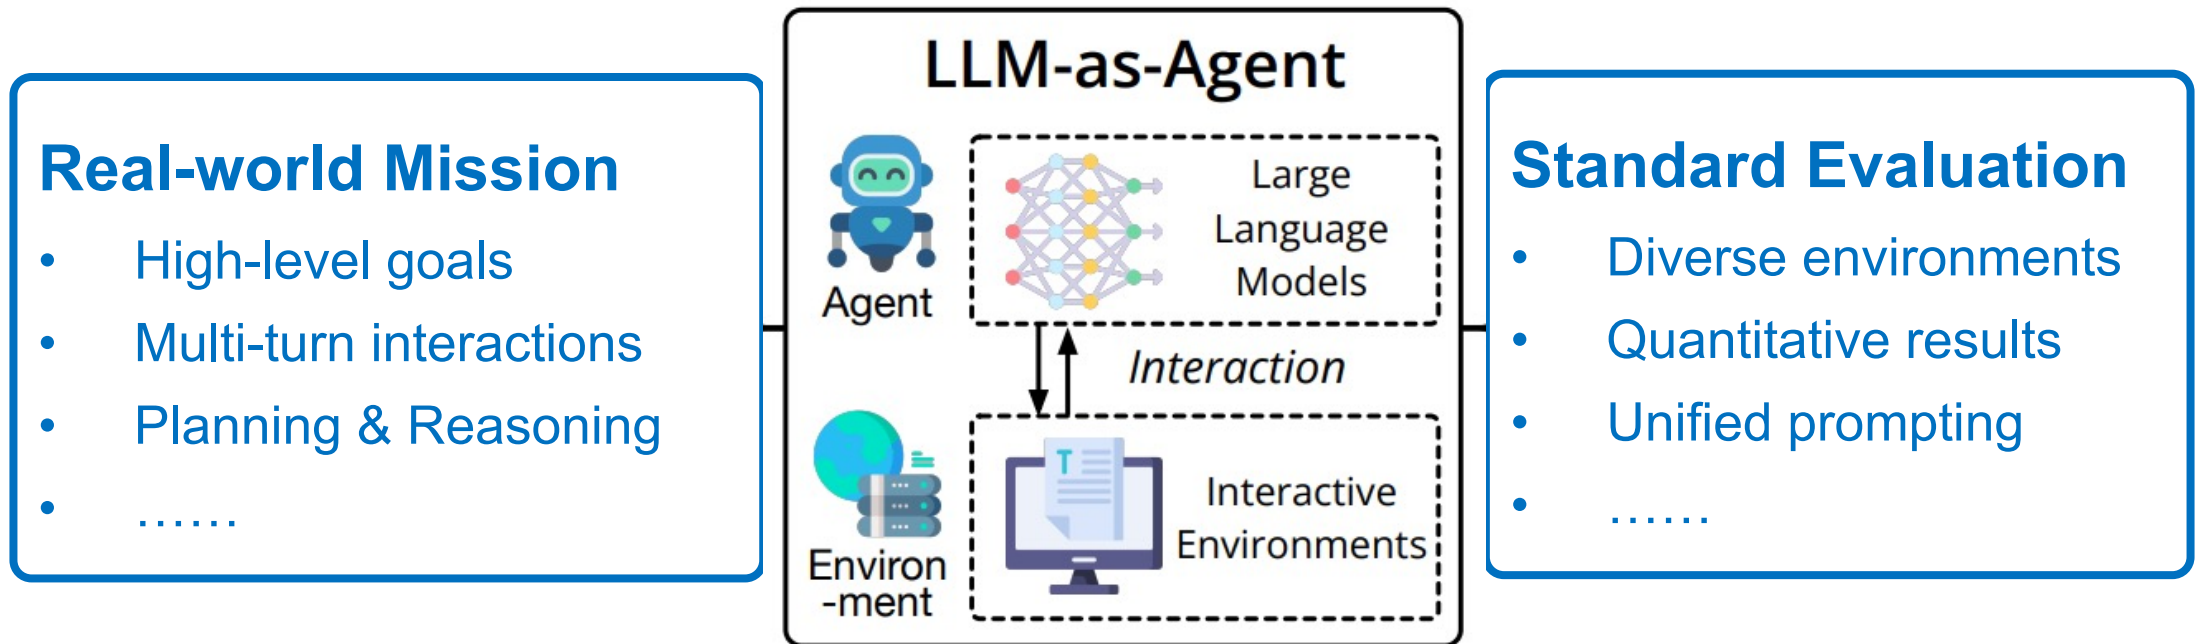 Real-world Mission
• High-level goals
• Multi-turn interactions
• Planning & Reasoning
• ......
LLM-as-Agent
Agent
Large
Language
Models
Interaction
Environ
-ment
T
Interactive
Environments
Standard Evaluation
• Diverse environments
• Quantitative results
• Unified prompting
• ......